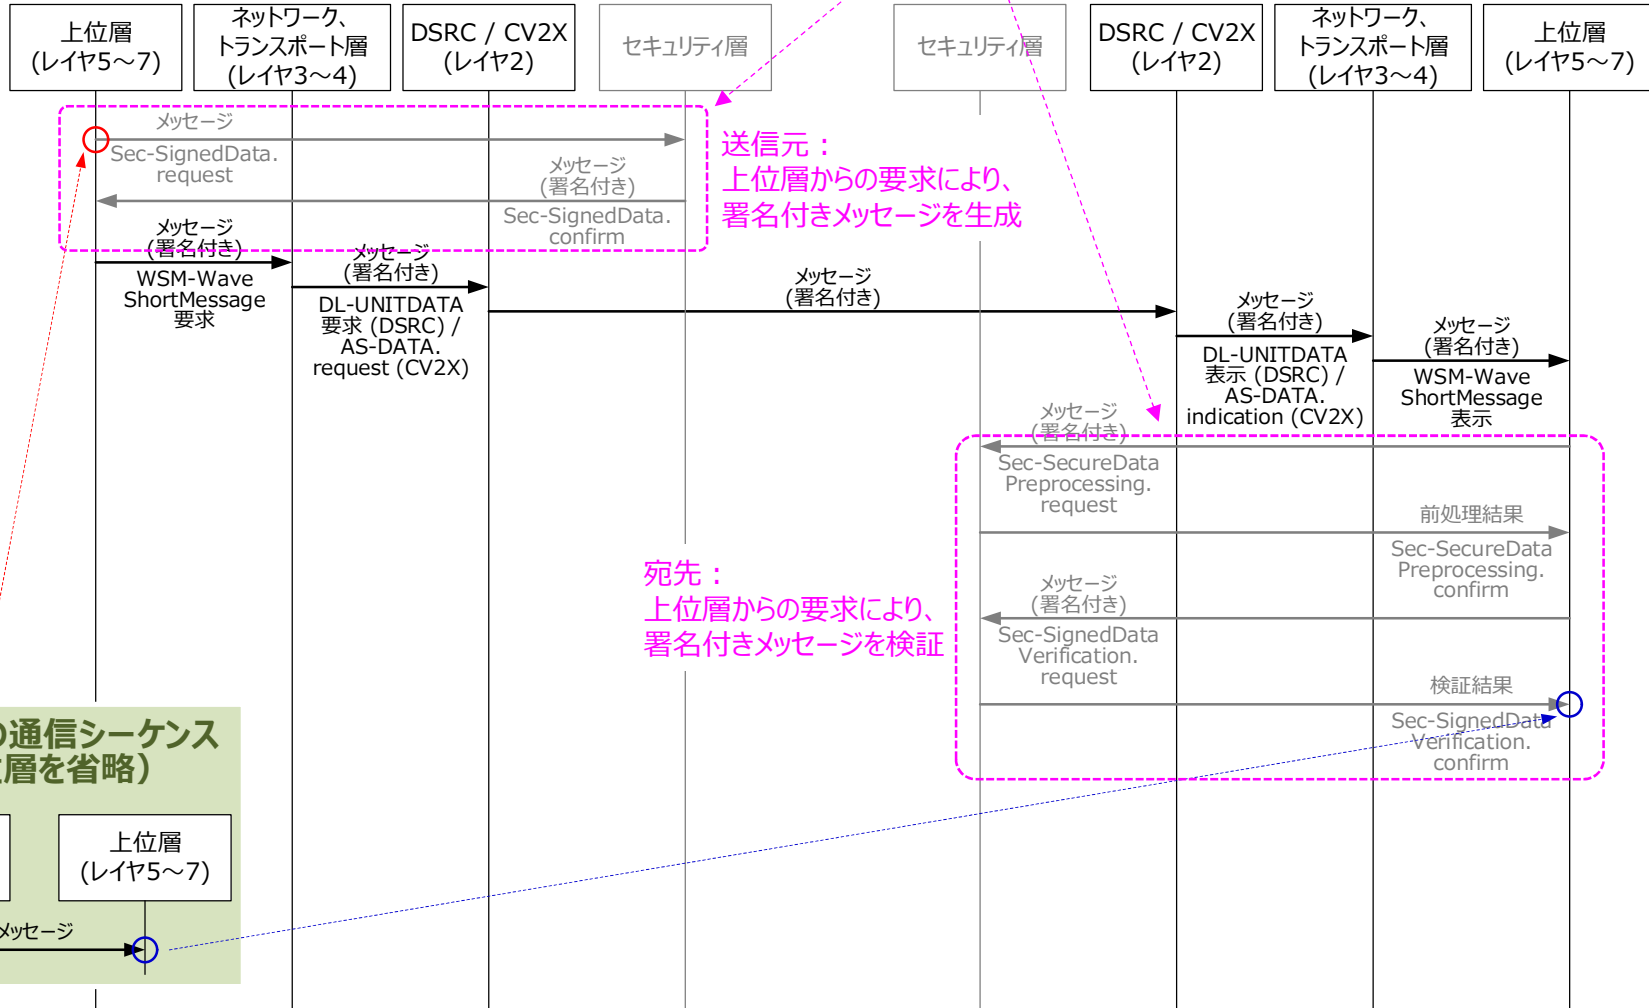 上位層
(レイヤ5～7)
ネットワーク、
トランスポート層
(レイヤ3～4)
DSRC / CV2X
(レイヤ2)
セキュリティ層
セキュリティ層
DSRC / CV2X
(レイヤ2)
ネットワーク、
トランスポート層
(レイヤ3～4)
上位層
(レイヤ5～7)
メッセージ
Sec-SignedData.
request
メッセージ
(署名付き)
Sec-SignedData.
confirm
送信元：
上位層からの要求により、
署名付きメッセージを生成
メッセージ
(署名付き)
WSM-Wave
ShortMessage
要求
メッセージ
(署名付き)
DL-UNITDATA
要求 (DSRC) /
AS-DATA.
request (CV2X)
メッセージ
(署名付き)
メッセージ
(署名付き)
DL-UNITDATA
表示 (DSRC) /
AS-DATA.
indication (CV2X)
メッセージ
(署名付き)
WSM-Wave
ShortMessage
表示
メッセージ
(署名付き)
Sec-SecureData
Preprocessing.
request
前処理結果
Sec-SecureData
Preprocessing.
confirm
宛先：
上位層からの要求により、
署名付きメッセージを検証
メッセージ
(署名付き)
Sec-SignedData
Verification.
request
検証結果
Sec-SignedData
Verification.
confirm
の通信シーケンス
層を省略）
上位層
(レイヤ5～7)
メッセージ